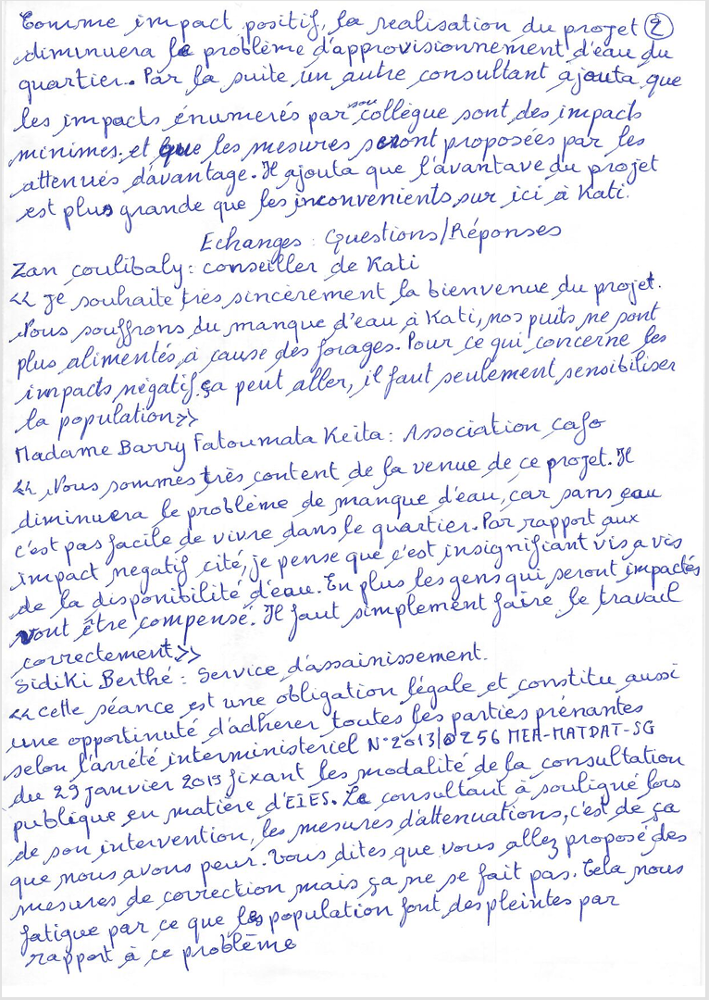 Comme impact positif, la realisation du projet ②
diminuera le problème d'approvisionnement d'eau du
quartier. Par la suite un autre consultant ajouta que
les impacts énumerés par son collègue sont des impacts
minimes. et que les mesures seront proposées par les
attenués davantage. Il ajouta que l'avantave du projet
est plus grande que les inconvenients sur ici à Kati.
Echanges : Questions/Réponses
Zan coulibaly : conseiller de Kati
<< Je souhaite très sincèrement la bienvenue du projet.
Nous souffrons du manque d'eau à Kati, nos puits ne sont
plus alimentés à cause des forages. Pour ce qui concerne les
impacts négatif, ça peut aller, il faut seulement sensibiliser
la population >>
Madame Barry Fatoumata Keita : Association cafo
<< Nous sommes très content de la venue de ce projet. Il
diminuera le problème de manque d'eau, car sans eau
c'est pas facile de vivre dans le quartier. Par rapport aux
impact negatif cité, je pense que c'est insignifiant vis a vis
de la disponibilité d'eau. En plus les gens qui seront impactés
vont être compensé. Il faut simplement faire le travail
correctement >>
Sidiki Berthé : Service d'assainissement.
<< Cette séance est une obligation légale et constitu aussi
une opportinuté d'adherer toutes les parties prénantes
selon l'arrété interministeriel N°2013/0256 MEA-MATDAT-SG
du 29 janvier 2013 fixant les modalité de la consultation
publique en matière d'EIES. Le consultant à souligné lors
de son intervention, les mesures d'attenuations, c'est de ça
que nous avons peur. Vous dites que vous allez proposé des
mesures de correction mais ça ne se fait pas. Cela nous
fatigue par ce que les population font des pleintes par
rapport à ce problème